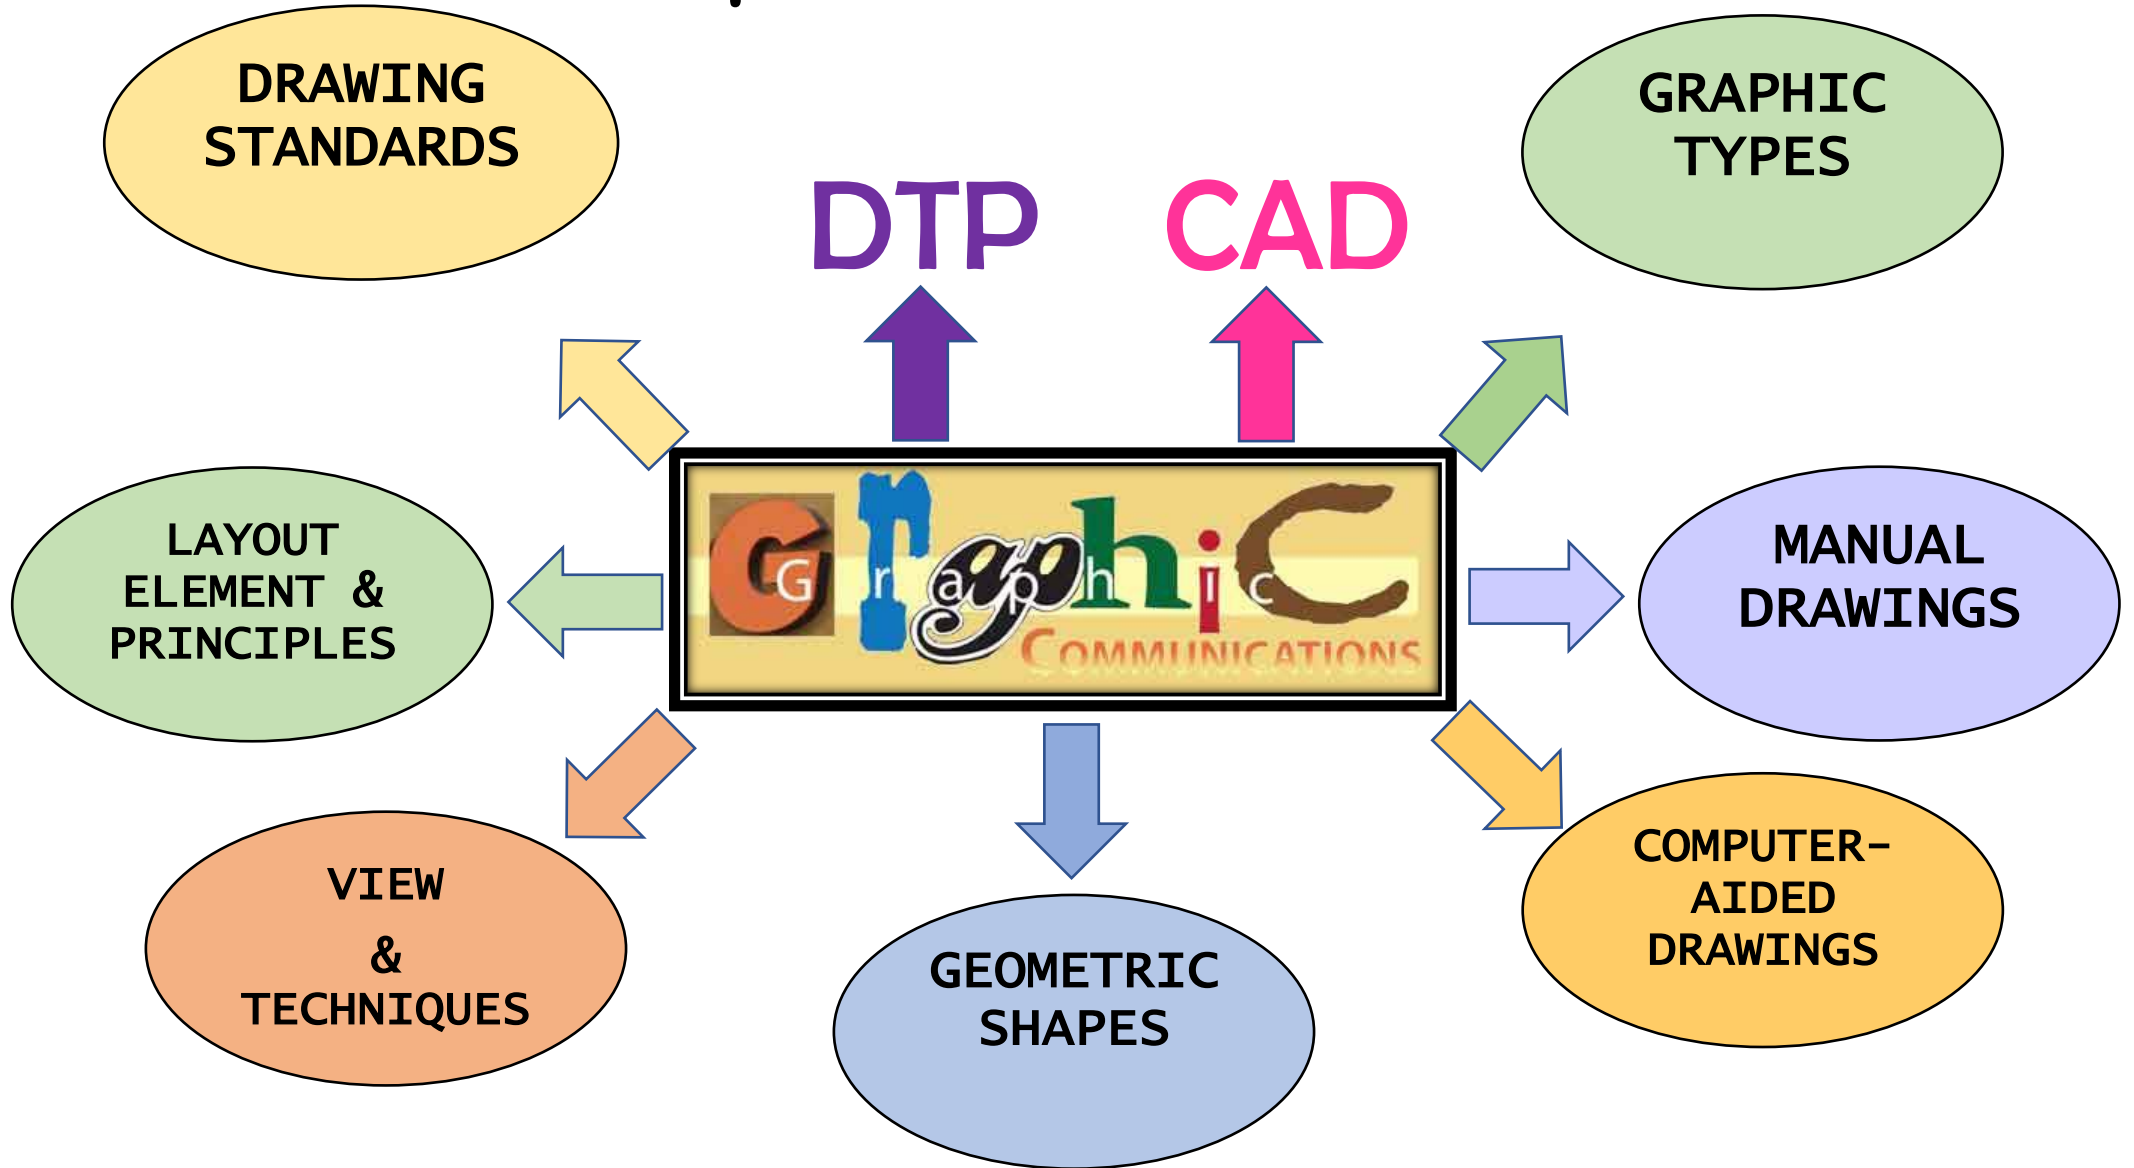 DRAWING
STANDARDS
GRAPHIC
TYPES
DTP
CAD
LAYOUT
ELEMENT &
PRINCIPLES
GraphiC
Graphic
COMMUNICATIONS
MANUAL
DRAWINGS
VIEW
&
TECHNIQUES
GEOMETRIC
SHAPES
COMPUTER-
AIDED
DRAWINGS